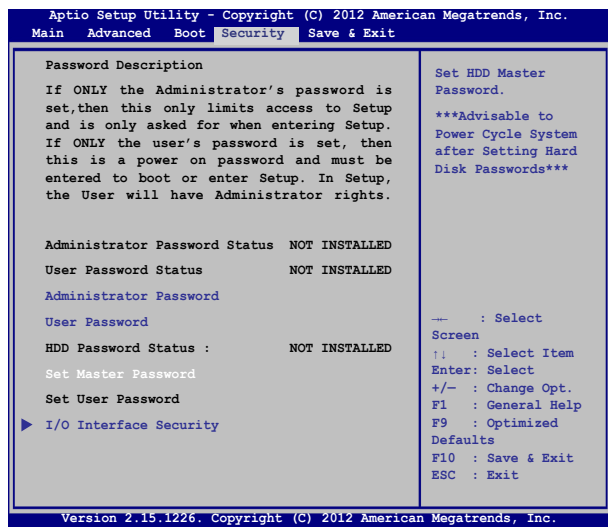 Aptio Setup Utility - Copyright (C) 2012 American Megatrends, Inc.
Main Advanced Boot Security Save & Exit
Password Description
If ONLY the Administrator's password is
set,then this only limits access to Setup
and is only asked for when entering Setup.
If ONLY the user's password is set, then
this is a power on password and must be
entered to boot or enter Setup. In Setup,
the User will have Administrator rights.
Administrator Password Status NOT INSTALLED
User Password Status NOT INSTALLED
Administrator Password
User Password
HDD Password Status : NOT INSTALLED
Set Master Password
Set User Password
I/O Interface Security
Set HDD Master
Password.
***Advisable to
Power Cycle System
after Setting Hard
Disk Passwords***
→← : Select
Screen
↑↓ : Select Item
Enter: Select
+/— : Change Opt.
F1 : General Help
F9 : Optimized
Defaults
F10 : Save & Exit
ESC : Exit
Version 2.15.1226. Copyright (C) 2012 American Megatrends, Inc.